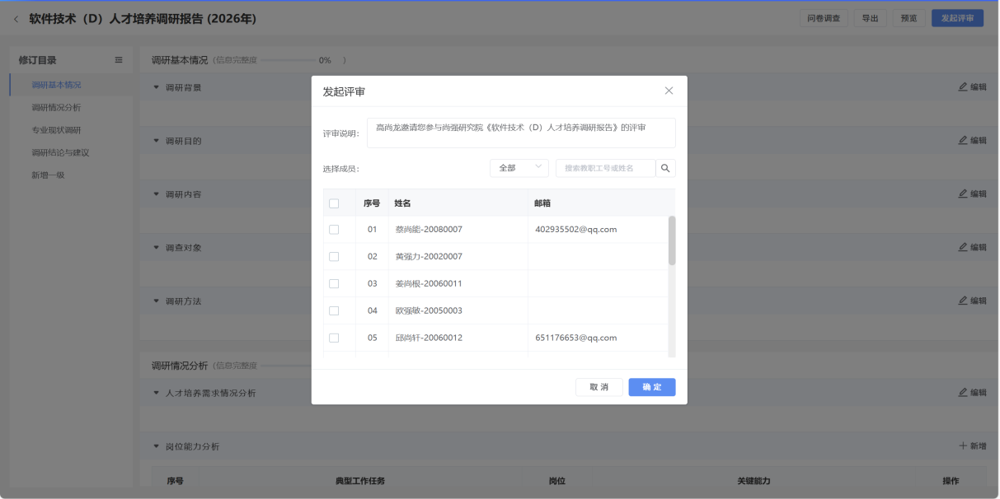 软件技术（D）人才培养调研报告 (2026年)
问卷调查 导出 预览 发起评审
修订目录
调研基本情况
调研情况分析
专业现状调研
调研结论与建议
新增一级
调研基本情况（信息完整度 0% ）
调研背景 编辑
调研目的 编辑
调研内容 编辑
调查对象 编辑
调研方法 编辑
调研情况分析（信息完整度
人才培养需求情况分析 编辑
岗位能力分析 新增
序号 典型工作任务 岗位 关键能力 操作
发起评审
评审说明： 高尚龙邀请您参与尚强研究院《软件技术（D）人才培养调研报告》的评审
选择成员： 全部 搜索教职工号或姓名
序号 姓名 邮箱
01 蔡尚能-20080007 402935502@qq.com
02 黄强力-20020007
03 姜尚根-20060011
04 欧强敏-20050003
05 邱尚轩-20060012 651176653@qq.com
取消 确定